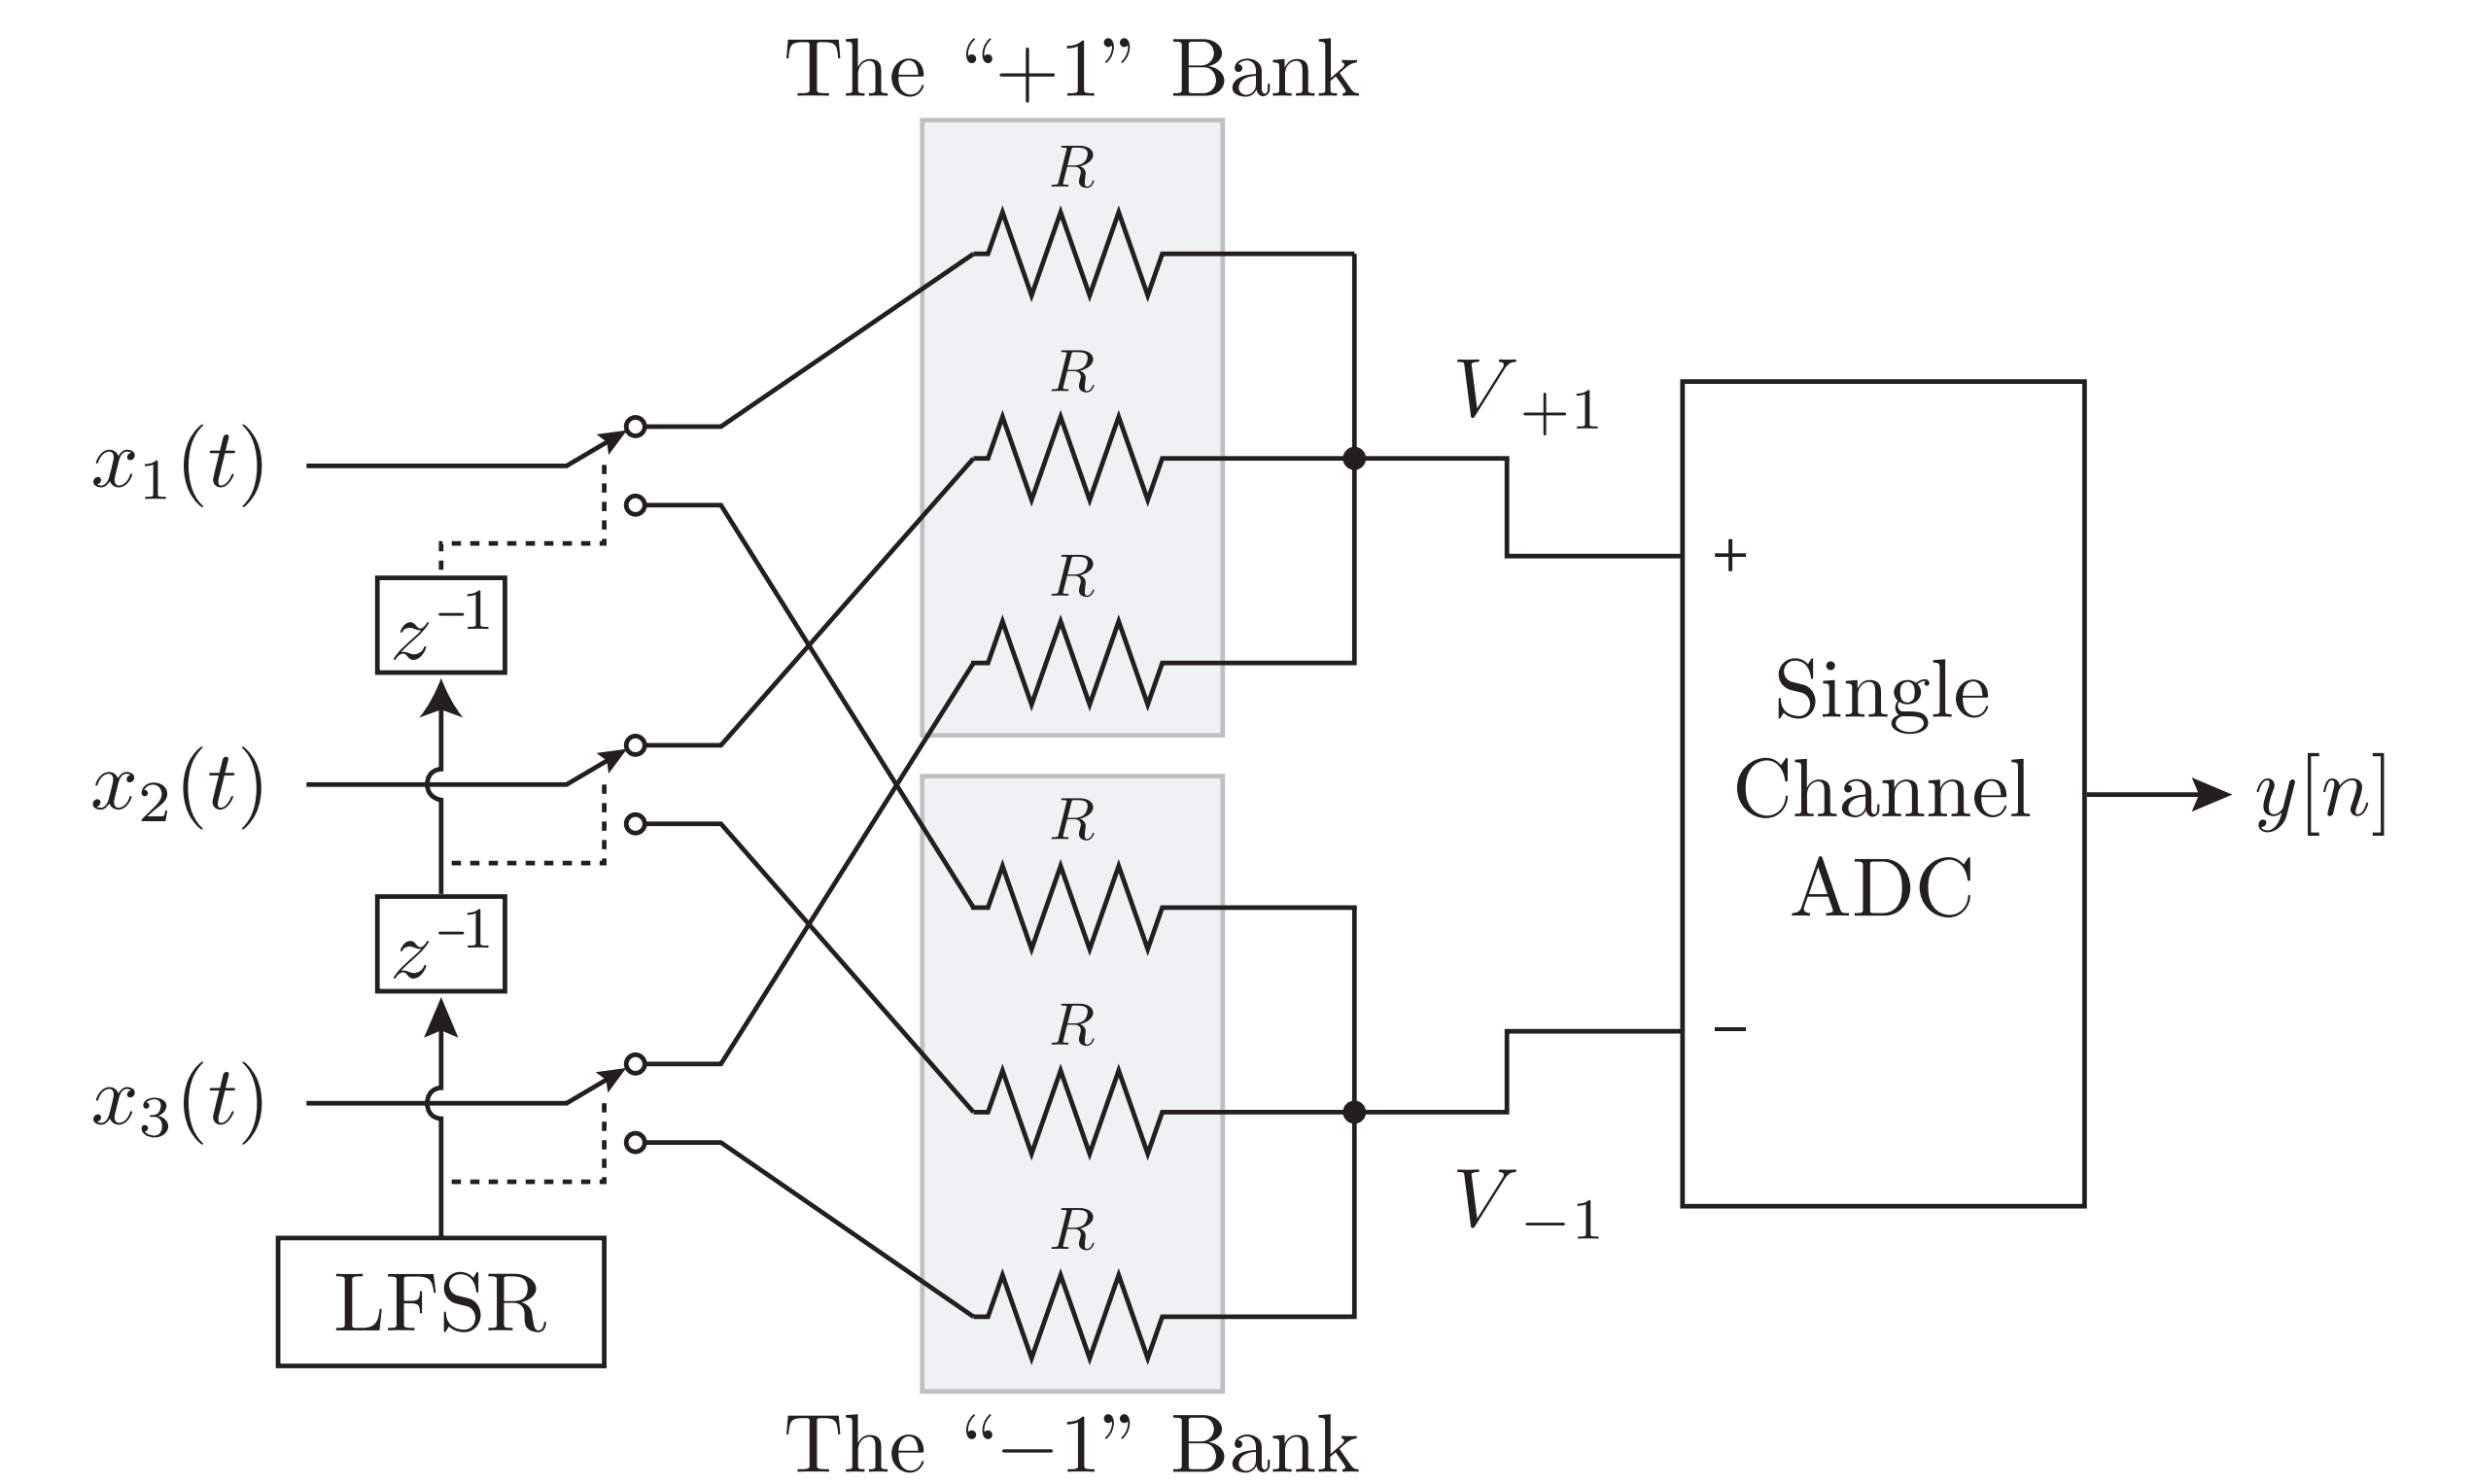 The “+1” Bank
R
R
R
R
R
R
x₁(t)
x₂(t)
x₃(t)
z⁻¹
z⁻¹
LFSR
V₊₁
V₋₁
+
−
Single
Channel
ADC
y[n]
The “−1” Bank